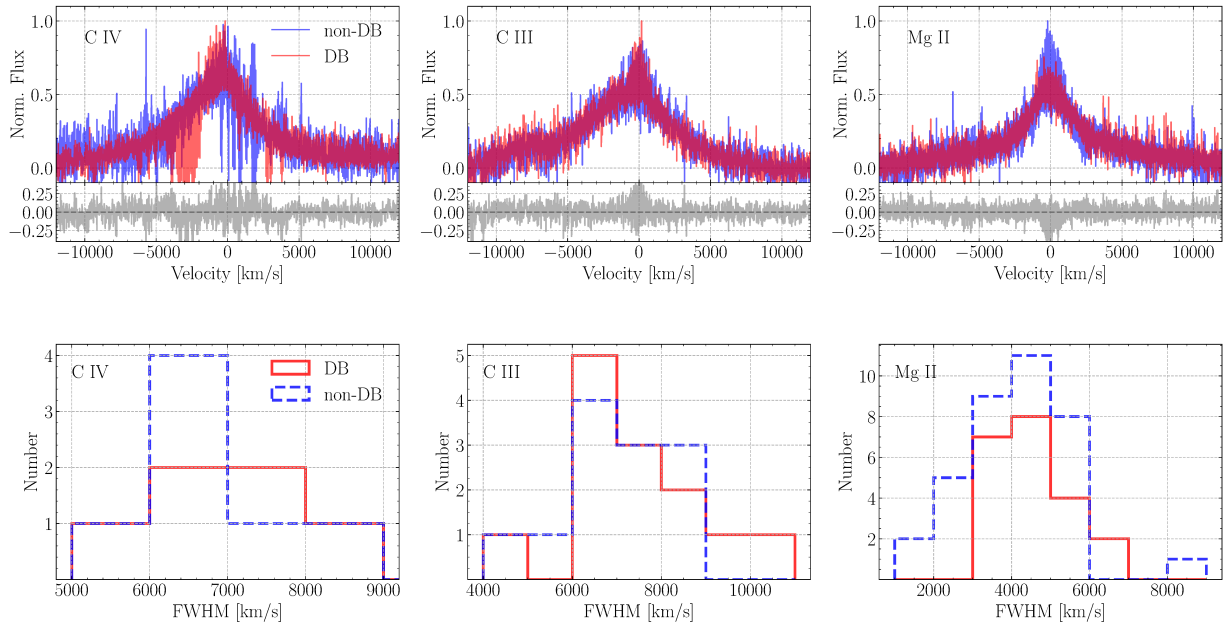 C IV
non-DB
DB
Norm. Flux
1.0
0.5
0.0
0.25
0.00
−0.25
−10000 −5000 0 5000 10000
Velocity [km/s]
C III
Norm. Flux
1.0
0.5
0.0
0.25
0.00
−0.25
−10000 −5000 0 5000 10000
Velocity [km/s]
Mg II
Norm. Flux
1.0
0.5
0.0
0.25
0.00
−0.25
−10000 −5000 0 5000 10000
Velocity [km/s]
C IV
DB
non-DB
Number
4
3
2
1
5000 6000 7000 8000 9000
FWHM [km/s]
C III
Number
5
4
3
2
1
4000 6000 8000 10000
FWHM [km/s]
Mg II
Number
10
8
6
4
2
2000 4000 6000 8000
FWHM [km/s]